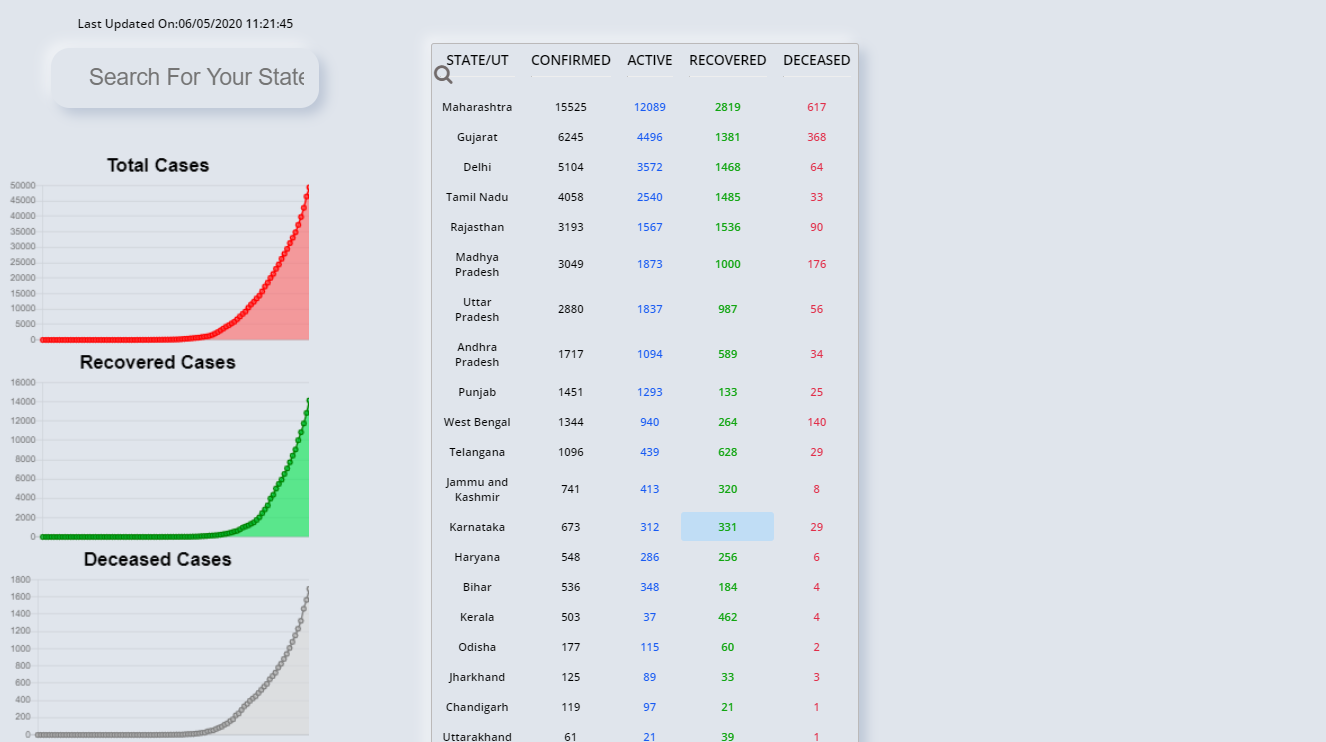 Last Updated On:06/05/2020 11:21:45
Search For Your State
Total Cases
50000
45000
40000
35000
30000
25000
20000
15000
10000
5000
0
Recovered Cases
16000
14000
12000
10000
8000
6000
4000
2000
0
Deceased Cases
1800
1600
1400
1200
1000
800
600
400
200
0
STATE/UT CONFIRMED ACTIVE RECOVERED DECEASED
Maharashtra 15525 12089 2819 617
Gujarat 6245 4496 1381 368
Delhi 5104 3572 1468 64
Tamil Nadu 4058 2540 1485 33
Rajasthan 3193 1567 1536 90
Madhya
Pradesh 3049 1873 1000 176
Uttar
Pradesh 2880 1837 987 56
Andhra
Pradesh 1717 1094 589 34
Punjab 1451 1293 133 25
West Bengal 1344 940 264 140
Telangana 1096 439 628 29
Jammu and
Kashmir 741 413 320 8
Karnataka 673 312 331 29
Haryana 548 286 256 6
Bihar 536 348 184 4
Kerala 503 37 462 4
Odisha 177 115 60 2
Jharkhand 125 89 33 3
Chandigarh 119 97 21 1
Uttarakhand 61 21 39 1